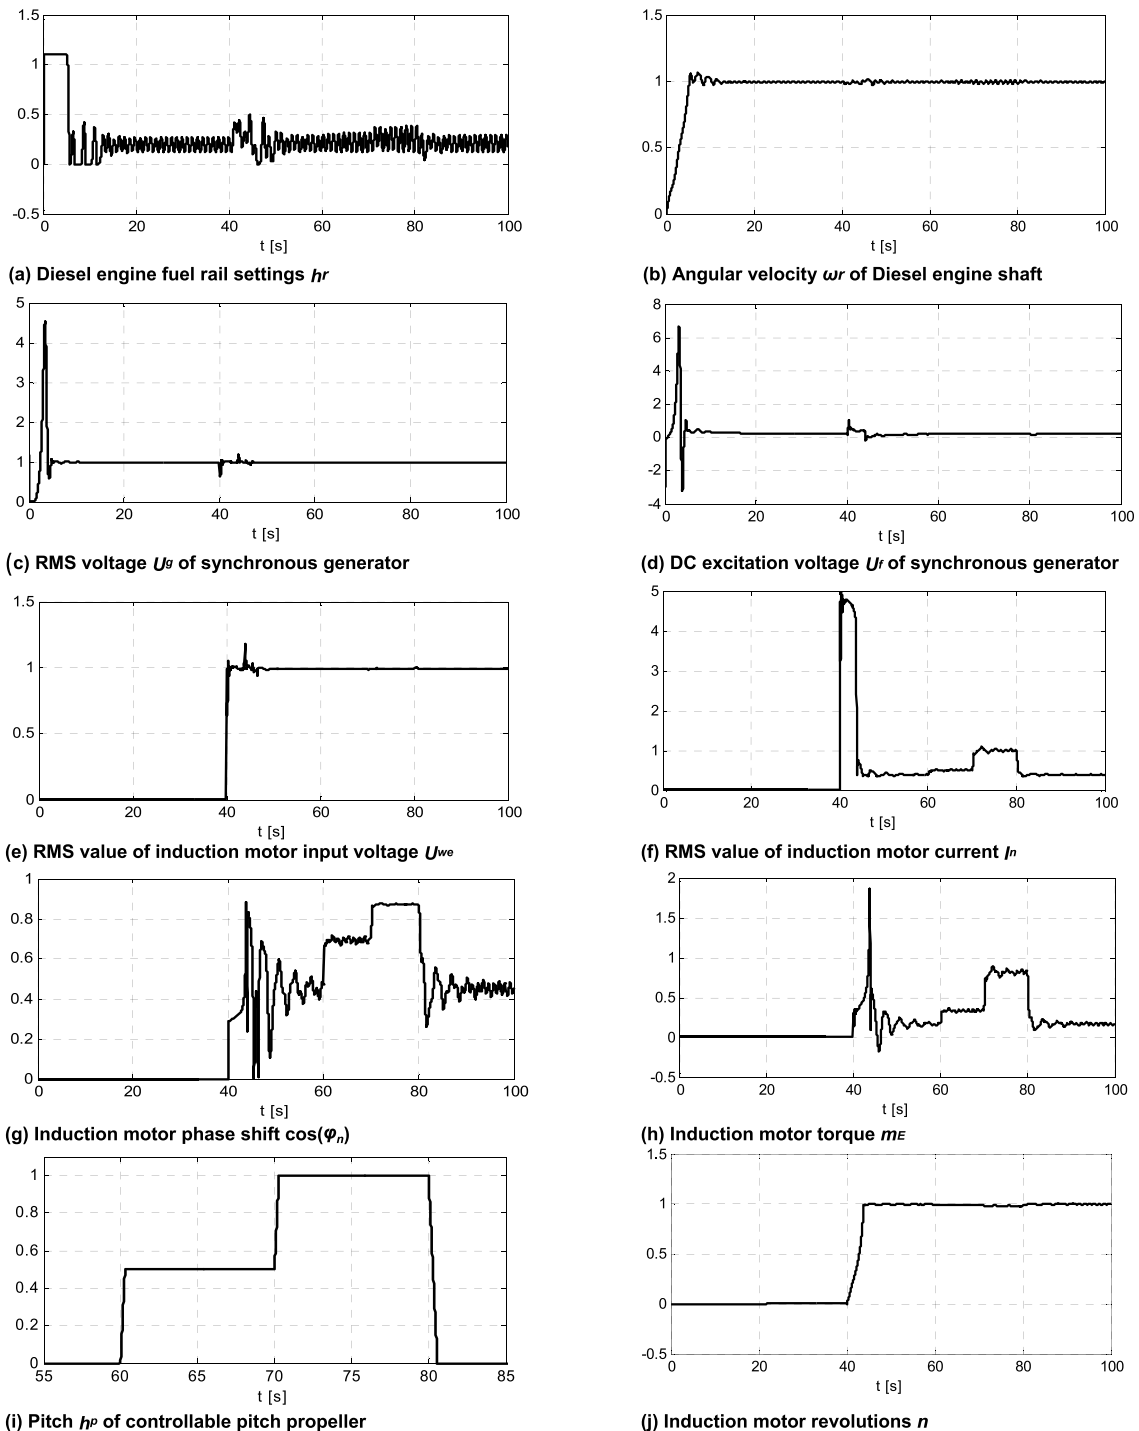 1.5
1
0.5
0
-0.5
0 20 40 60 80 100
t [s]
(a) Diesel engine fuel rail settings hr
1.5
1
0.5
0
0 20 40 60 80 100
t [s]
(b) Angular velocity ωr of Diesel engine shaft
5
4
3
2
1
0
0 20 40 60 80 100
t [s]
(c) RMS voltage Ug of synchronous generator
8
6
4
2
0
-2
-4
0 20 40 60 80 100
t [s]
(d) DC excitation voltage Uf of synchronous generator
1.5
1
0.5
0
0 20 40 60 80 100
t [s]
(e) RMS value of induction motor input voltage Uwe
5
4
3
2
1
0
0 20 40 60 80 100
t [s]
(f) RMS value of induction motor current In
1
0.8
0.6
0.4
0.2
0
0 20 40 60 80 100
t [s]
(g) Induction motor phase shift cos(φn)
2
1.5
1
0.5
0
-0.5
0 20 40 60 80 100
t [s]
(h) Induction motor torque mE
1
0.8
0.6
0.4
0.2
0
55 60 65 70 75 80 85
t [s]
(i) Pitch hp of controllable pitch propeller
1.5
1
0.5
0
-0.5
0 20 40 60 80 100
t [s]
(j) Induction motor revolutions n